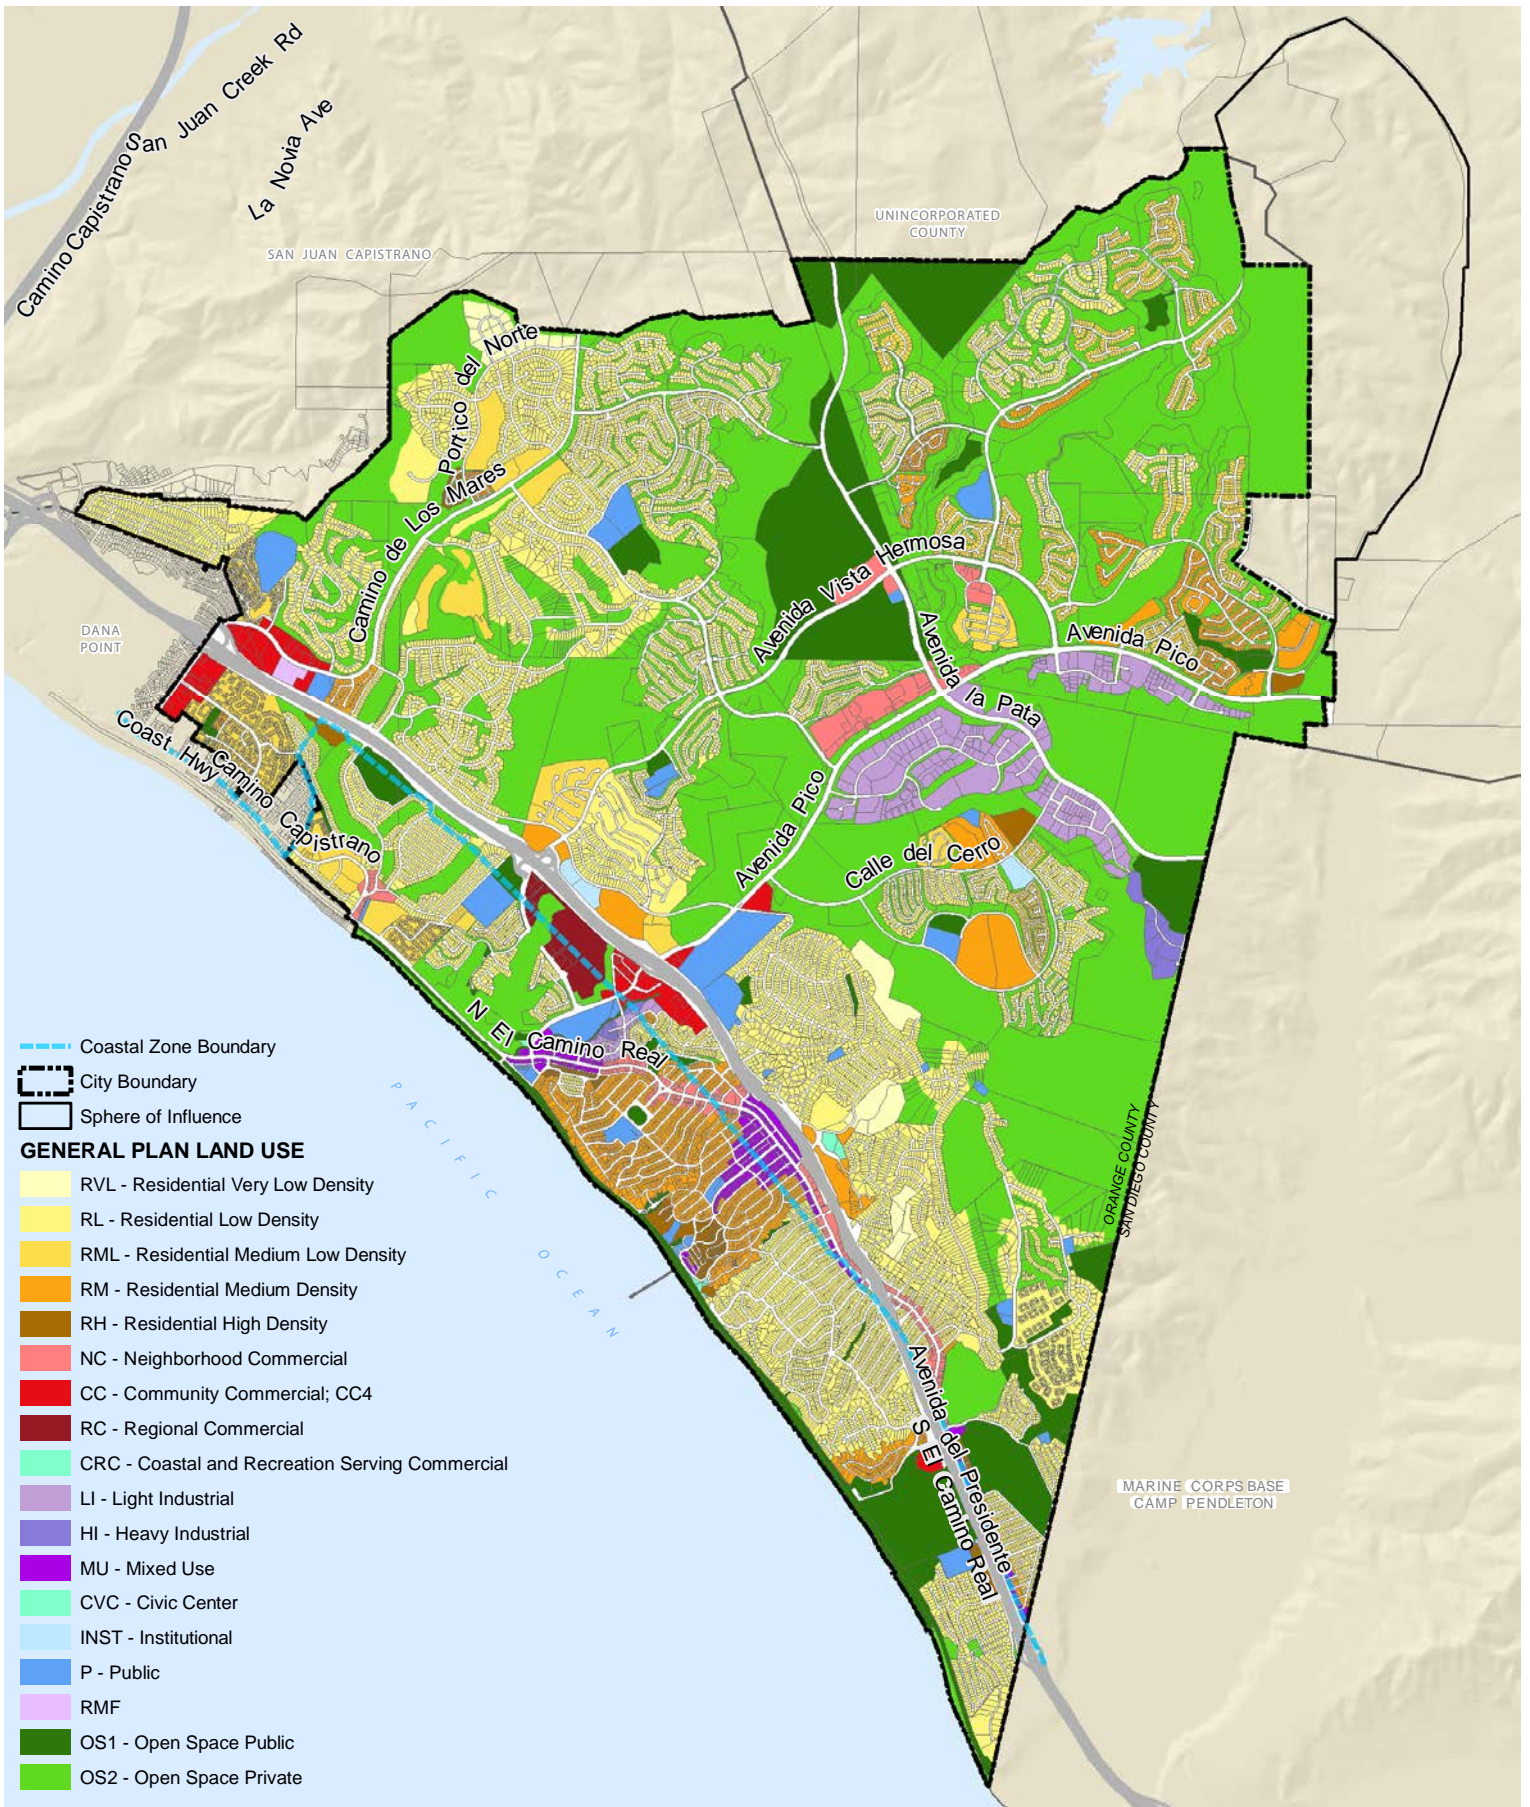 San Juan Creek Rd
La Novia Ave
Camino Capistrano
SAN JUAN CAPISTRANO
UNINCORPORATED
COUNTY
Portico del Norte
Camino de Los Mares
Avenida Vista Hermosa
Avenida Pico
Avenida la Pata
DANA
POINT
Coast Hwy
Camino Capistrano
Avenida Pico
Calle del Cerro
N El Camino Real
PACIFIC OCEAN
ORANGE COUNTY
SAN DIEGO COUNTY
Avenida del Presidente
S El Camino Real
MARINE CORPS BASE
CAMP PENDLETON
Coastal Zone Boundary
City Boundary
Sphere of Influence
GENERAL PLAN LAND USE
RVL - Residential Very Low Density
RL - Residential Low Density
RML - Residential Medium Low Density
RM - Residential Medium Density
RH - Residential High Density
NC - Neighborhood Commercial
CC - Community Commercial; CC4
RC - Regional Commercial
CRC - Coastal and Recreation Serving Commercial
LI - Light Industrial
HI - Heavy Industrial
MU - Mixed Use
CVC - Civic Center
INST - Institutional
P - Public
RMF
OS1 - Open Space Public
OS2 - Open Space Private